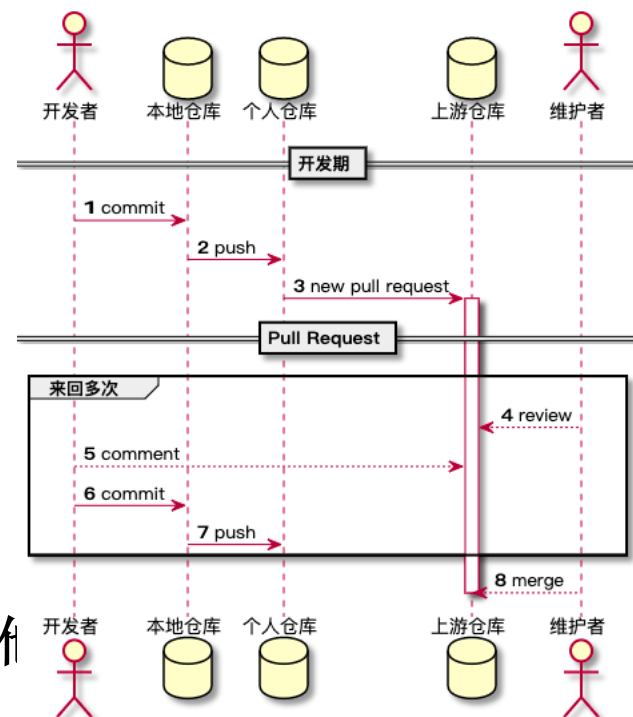 开发者 本地仓库 个人仓库 上游仓库 维护者
开发期
1 commit
2 push
3 new pull request
Pull Request
来回多次
4 review
5 comment
6 commit
7 push
8 merge
开发者 本地仓库 个人仓库 上游仓库 维护者